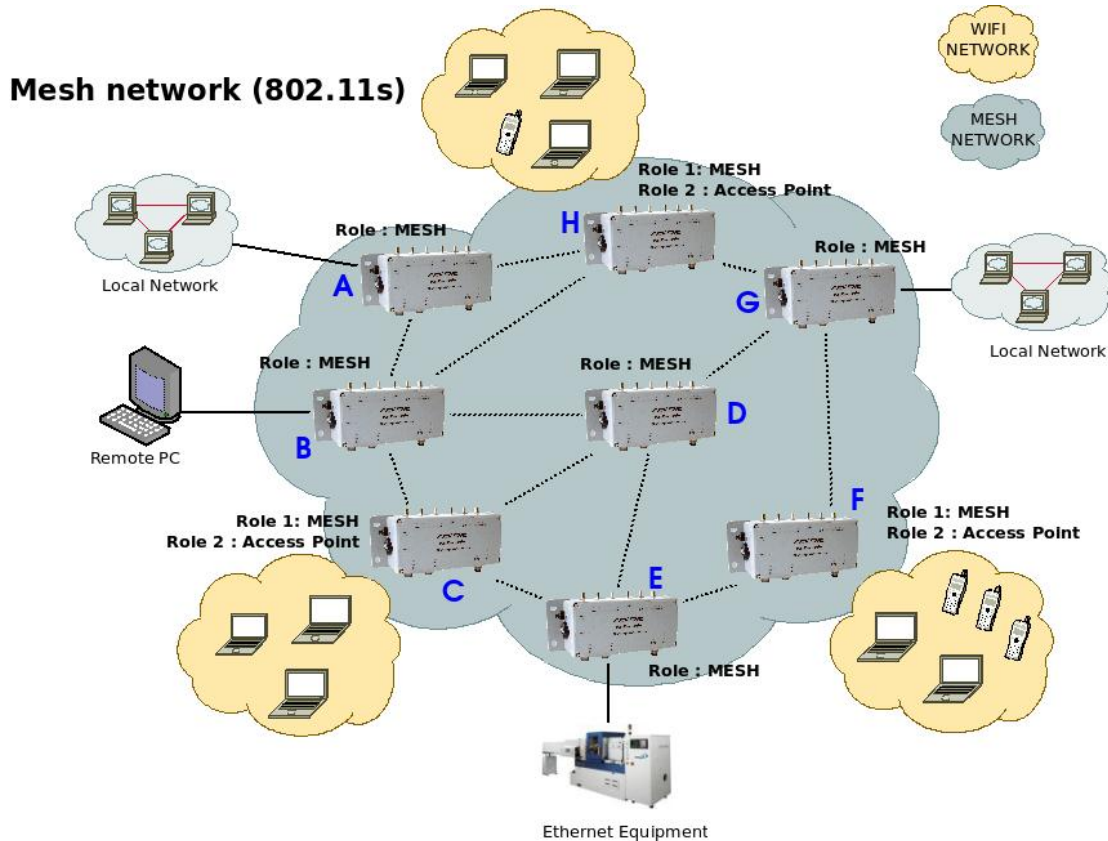 WIFI
NETWORK
Mesh network (802.11s)
MESH
NETWORK
Role 1: MESH
Role 2 : Access Point
H
Role : MESH
Role : MESH
A
Local Network
G
Local Network
Role : MESH
Role : MESH
B
D
Remote PC
F
Role 1: MESH
Role 2 : Access Point
Role 1: MESH
Role 2 : Access Point
C
E
Role : MESH
Ethernet Equipment